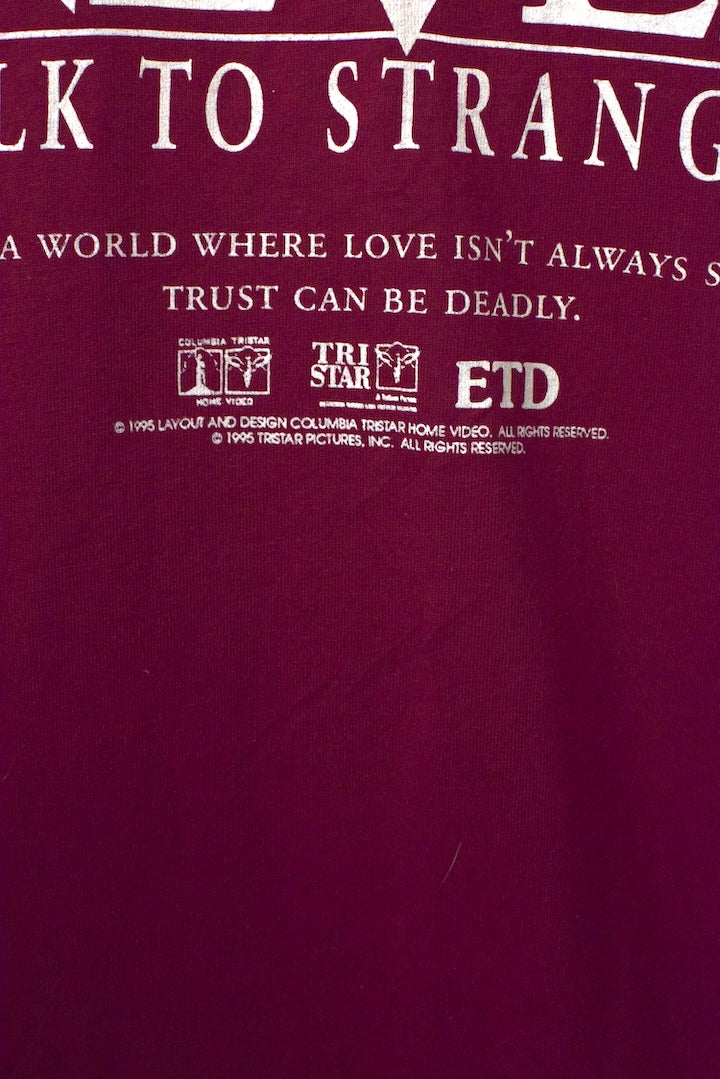 LK TO STRANG
A WORLD WHERE LOVE ISN'T ALWAYS S
TRUST CAN BE DEADLY.
COLUMBIA TRISTAR
HOME VIDEO
TRI
STAR
ETD
© 1995 LAYOUT AND DESIGN COLUMBIA TRISTAR HOME VIDEO. ALL RIGHTS RESERVED.
© 1995 TRISTAR PICTURES, INC. ALL RIGHTS RESERVED.